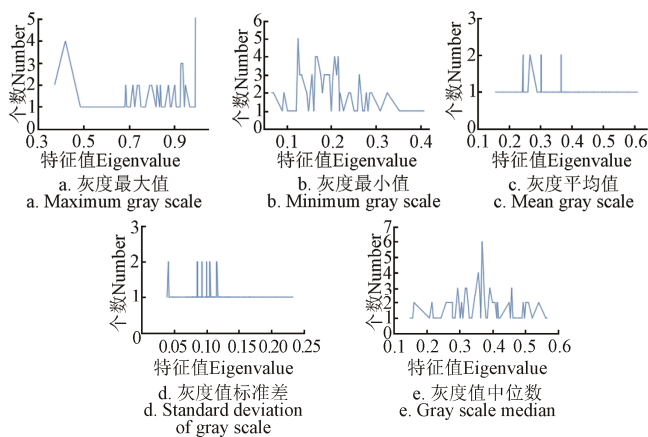 个数Number
5
4
3
2
1
0
0.3 0.5 0.7 0.9
特征值Eigenvalue
a. 灰度最大值
a. Maximum gray scale
个数Number
6
5
4
3
2
1
0
0.1 0.2 0.3 0.4
特征值Eigenvalue
b. 灰度最小值
b. Minimum gray scale
个数Number
3
2
1
0
0.1 0.2 0.3 0.4 0.5 0.6
特征值Eigenvalue
c. 灰度平均值
c. Mean gray scale
个数Number
3
2
1
0
0.05 0.10 0.15 0.20 0.25
特征值Eigenvalue
d. 灰度值标准差
d. Standard deviation
of gray scale
个数Number
7
6
5
4
3
2
1
0
0.1 0.2 0.3 0.4 0.5 0.6
特征值Eigenvalue
e. 灰度值中位数
e. Gray scale median